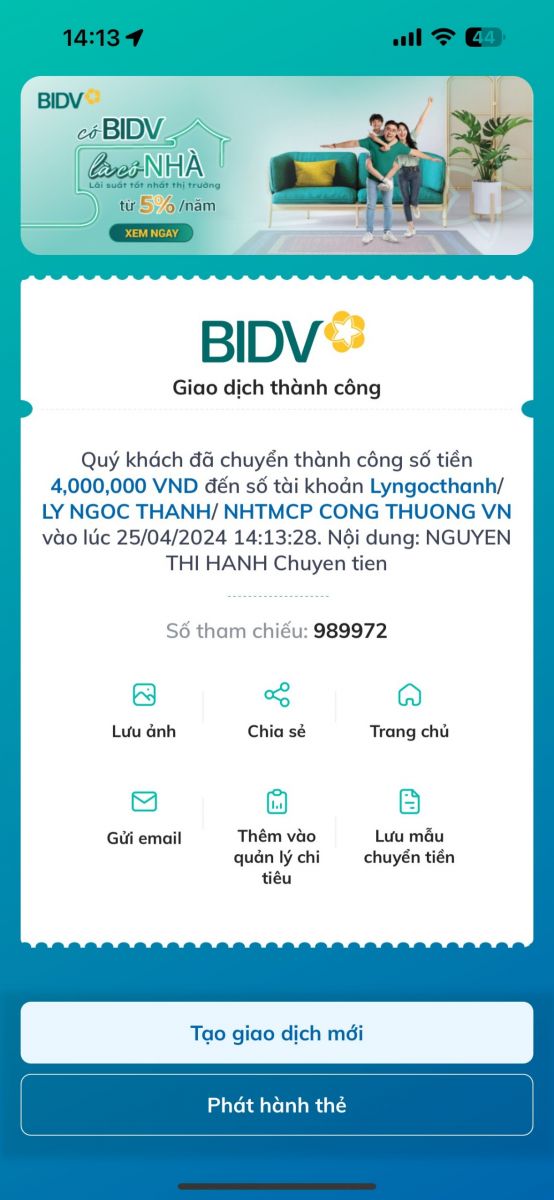 14:13
44
BIDV
có BIDV
là có NHÀ
Lãi suất tốt nhất thị trường
từ 5% /năm
XEM NGAY
BIDV
Giao dịch thành công
Quý khách đã chuyển thành công số tiền
4,000,000 VND đến số tài khoản Lyngocthanh/
LY NGOC THANH/ NHTMCP CONG THUONG VN
vào lúc 25/04/2024 14:13:28. Nội dung: NGUYEN
THI HANH Chuyen tien
Số tham chiếu: 989972
Lưu ảnh
Chia sẻ
Trang chủ
Gửi email
Thêm vào
quản lý chi
tiêu
Lưu mẫu
chuyển tiền
Tạo giao dịch mới
Phát hành thẻ